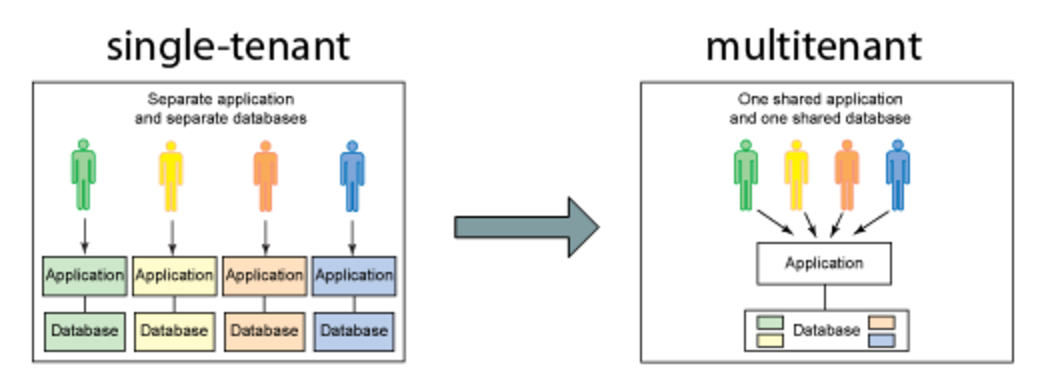 single-tenant
Separate application
and separate databases
Application
Application
Application
Application
Database
Database
Database
Database
multitenant
One shared application
and one shared database
Application
Database